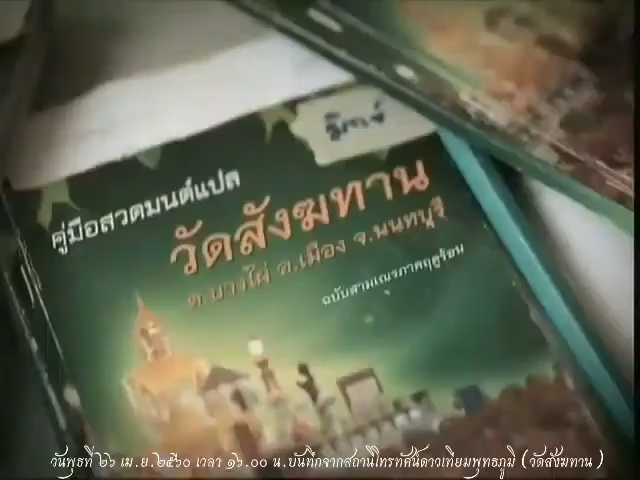 คู่มือสวดมนต์แปล
วัดสังฆทาน
ต.บางไผ่ อ.เมือง จ.นนทบุรี
ฉบับสามเณรภาคฤดูร้อน
วันพุธที่ ๒๖ เม.ย.๒๕๖๐ เวลา ๑๖.๐๐ น.บันทึกจากสถานีโทรทัศน์ดาวเทียมพุทธภูมิ (วัดสังฆทาน )